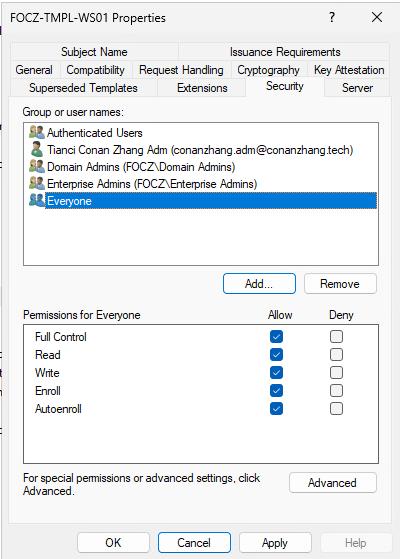 FOCZ-TMPL-WS01 Properties
Subject Name Issuance Requirements
General Compatibility Request Handling Cryptography Key Attestation
Superseded Templates Extensions Security Server
Group or user names:
Authenticated Users
Tianci Conan Zhang Adm (conanzhang.adm@conanzhang.tech)
Domain Admins (FOCZ\Domain Admins)
Enterprise Admins (FOCZ\Enterprise Admins)
Everyone
Add... Remove
Permissions for Everyone Allow Deny
Full Control
Read
Write
Enroll
Autoenroll
For special permissions or advanced settings, click
Advanced.
Advanced
OK Cancel Apply Help